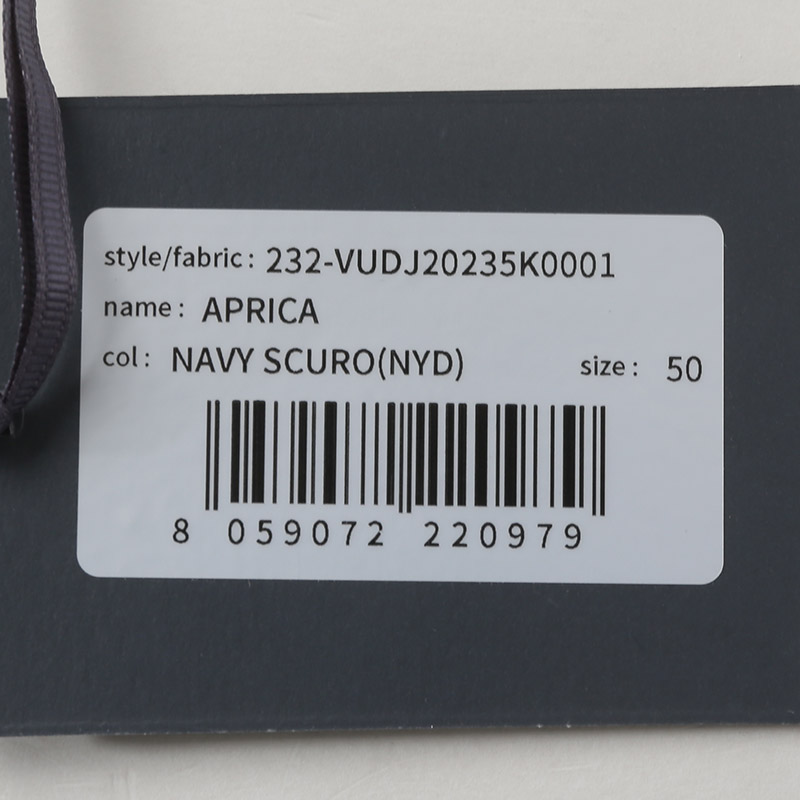 style/fabric: 232-VUDJ20235K0001
name: APRICA
col: NAVY SCURO(NYD) size: 50
8 059072 220979